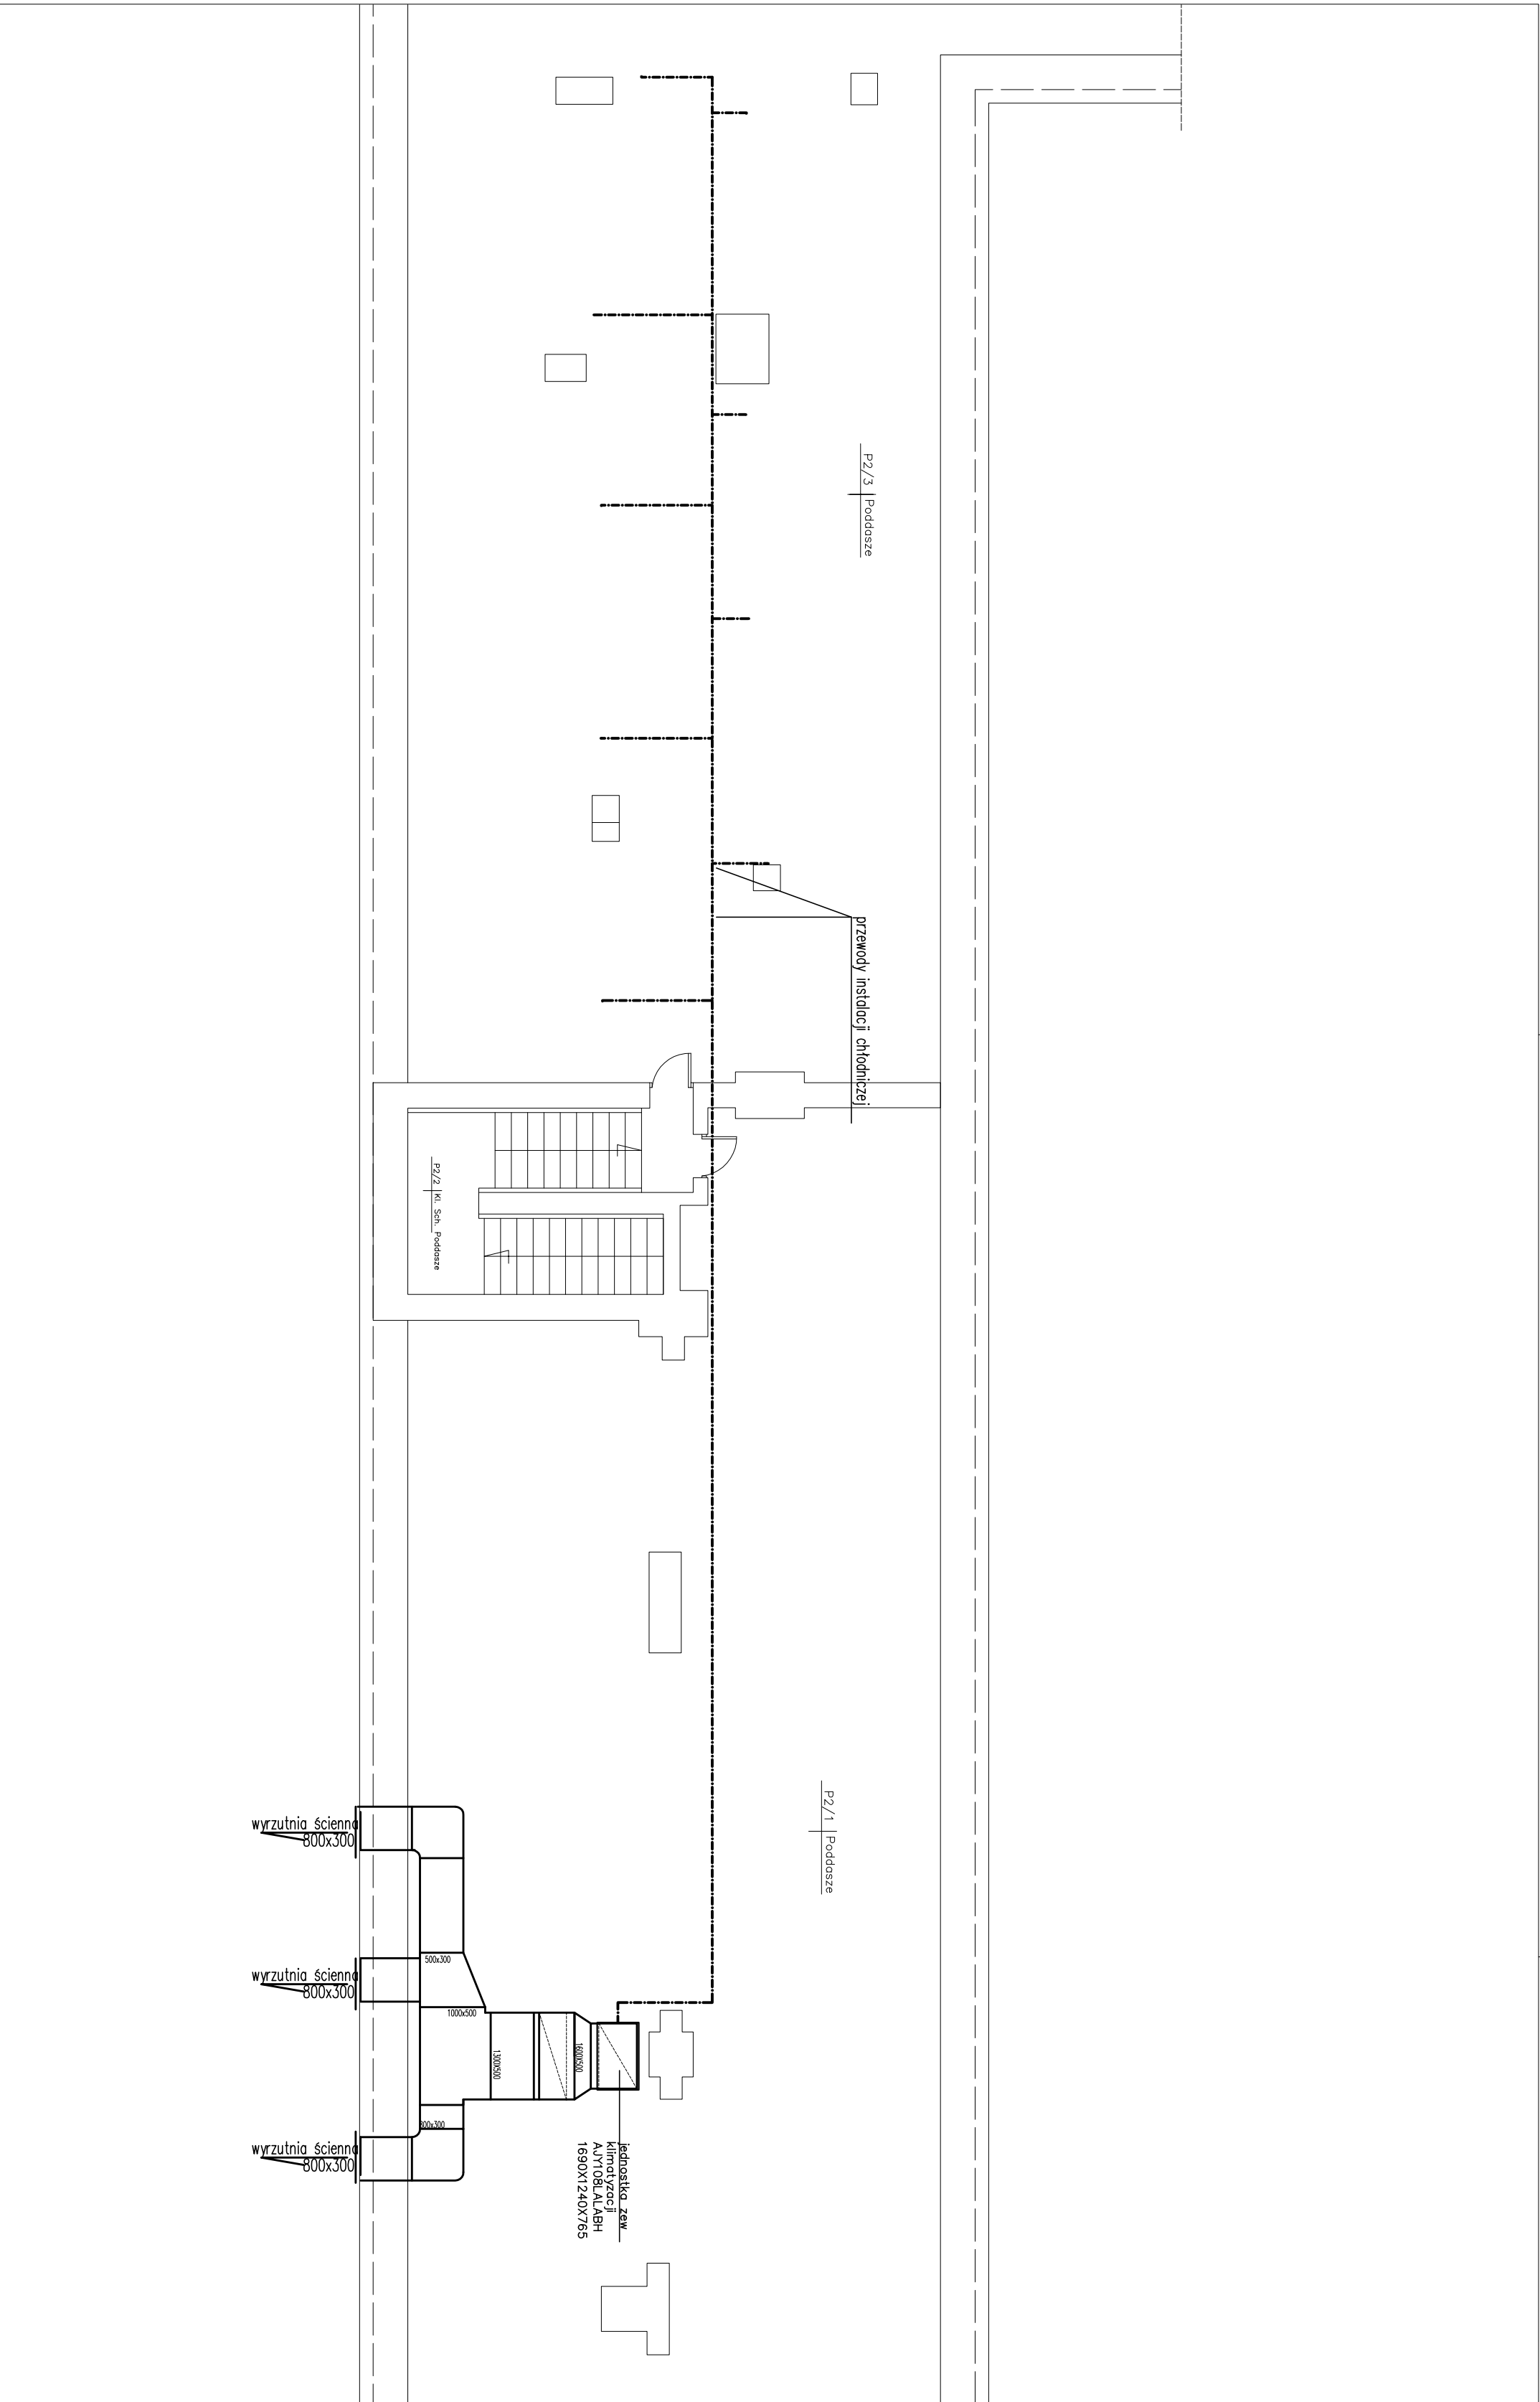 P2/3 Poddasze
przewody instalacji chłodniczej
P2/2 Kl. Sch. Poddasze
P2/1 Poddasze
wyrzutnia ścienna
800x300
wyrzutnia ścienna
800x300
wyrzutnia ścienna
800x300
500x300
1000x500
1300X500
1600X500
800x300
jednostka zew
klimatyzacji
AJY108LALABH
1690X1240X765